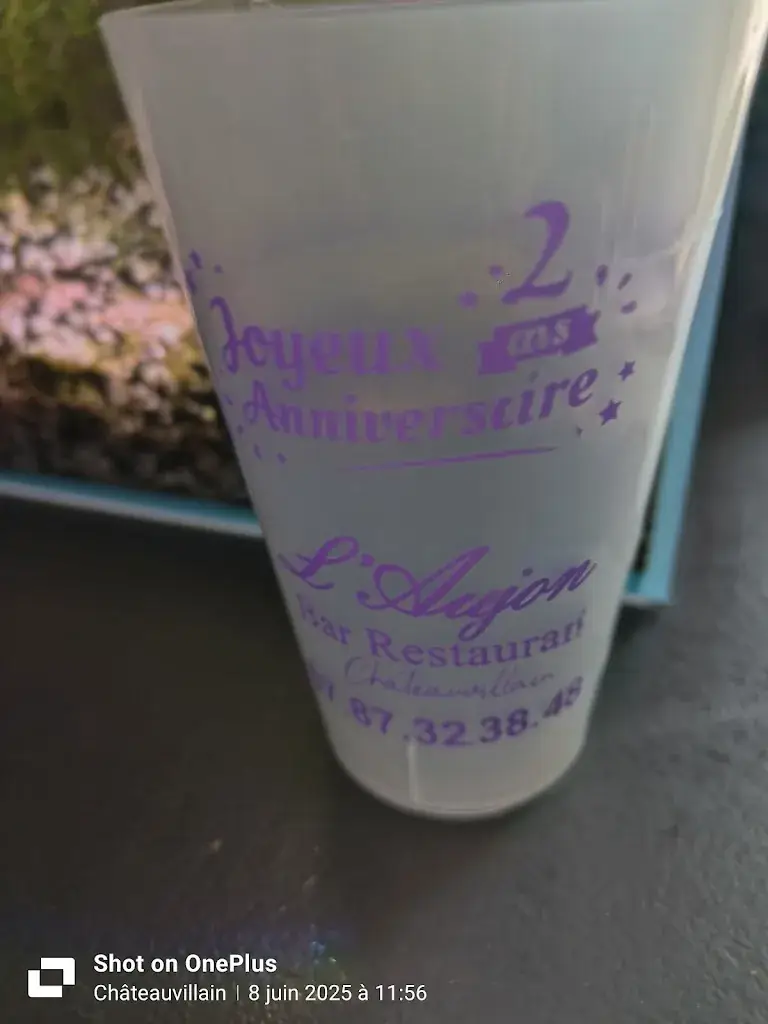 2
Joyeux ans
Anniversaire
L'Aujon
Bar Restaurant
Châteauvillain
87.32.38.48
Shot on OnePlus
Châteauvillain | 8 juin 2025 à 11:56